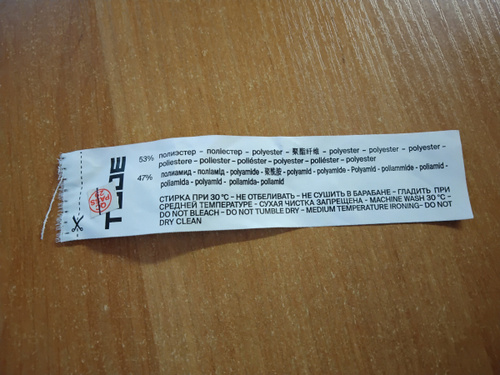 53% полиэстер - поліестер - polyester - 聚酯纤维 - polyester - polyester - polyester -
poliestere - poliester - poliéster - polyester - poliéster - polyester
47% полиамид - поліамід - polyamide - 聚酰胺 - polyamid - polyamide - Polyamid - poliammide - poliamid -
poliamida - polyamid - poliamida - poliamid
СТИРКА ПРИ 30 °С - НЕ ОТБЕЛИВАТЬ - НЕ СУШИТЬ В БАРАБАНЕ - ГЛАДИТЬ ПРИ
СРЕДНЕЙ ТЕМПЕРАТУРЕ - СУХАЯ ЧИСТКА ЗАПРЕЩЕНА - MACHINE WASH 30 °C -
DO NOT BLEACH - DO NOT TUMBLE DRY - MEDIUM TEMPERATURE IRONING - DO NOT
DRY CLEAN